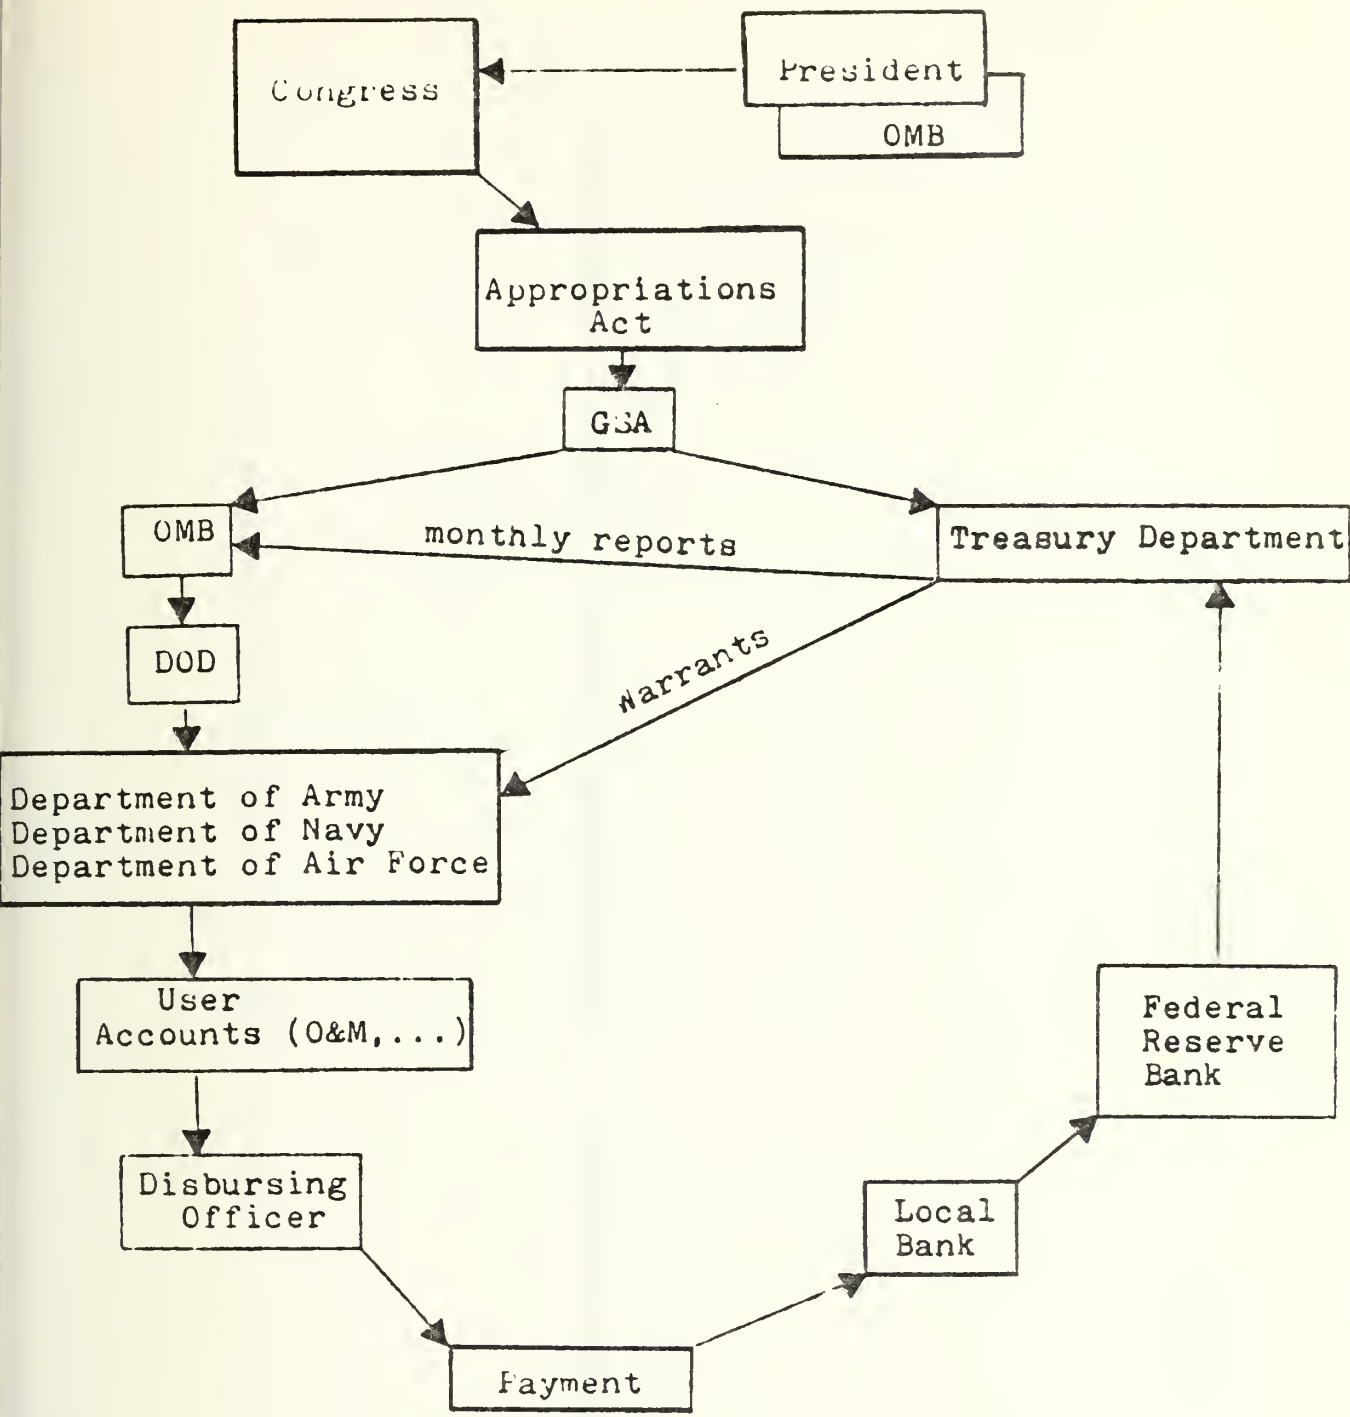 Congress
President
OMB
Appropriations
Act
GSA
OMB
monthly reports
Treasury Department
DOD
Warrants
Department of Army
Department of Navy
Department of Air Force
User
Accounts (O&M,...)
Federal
Reserve
Bank
Disbursing
Officer
Local
Bank
Payment